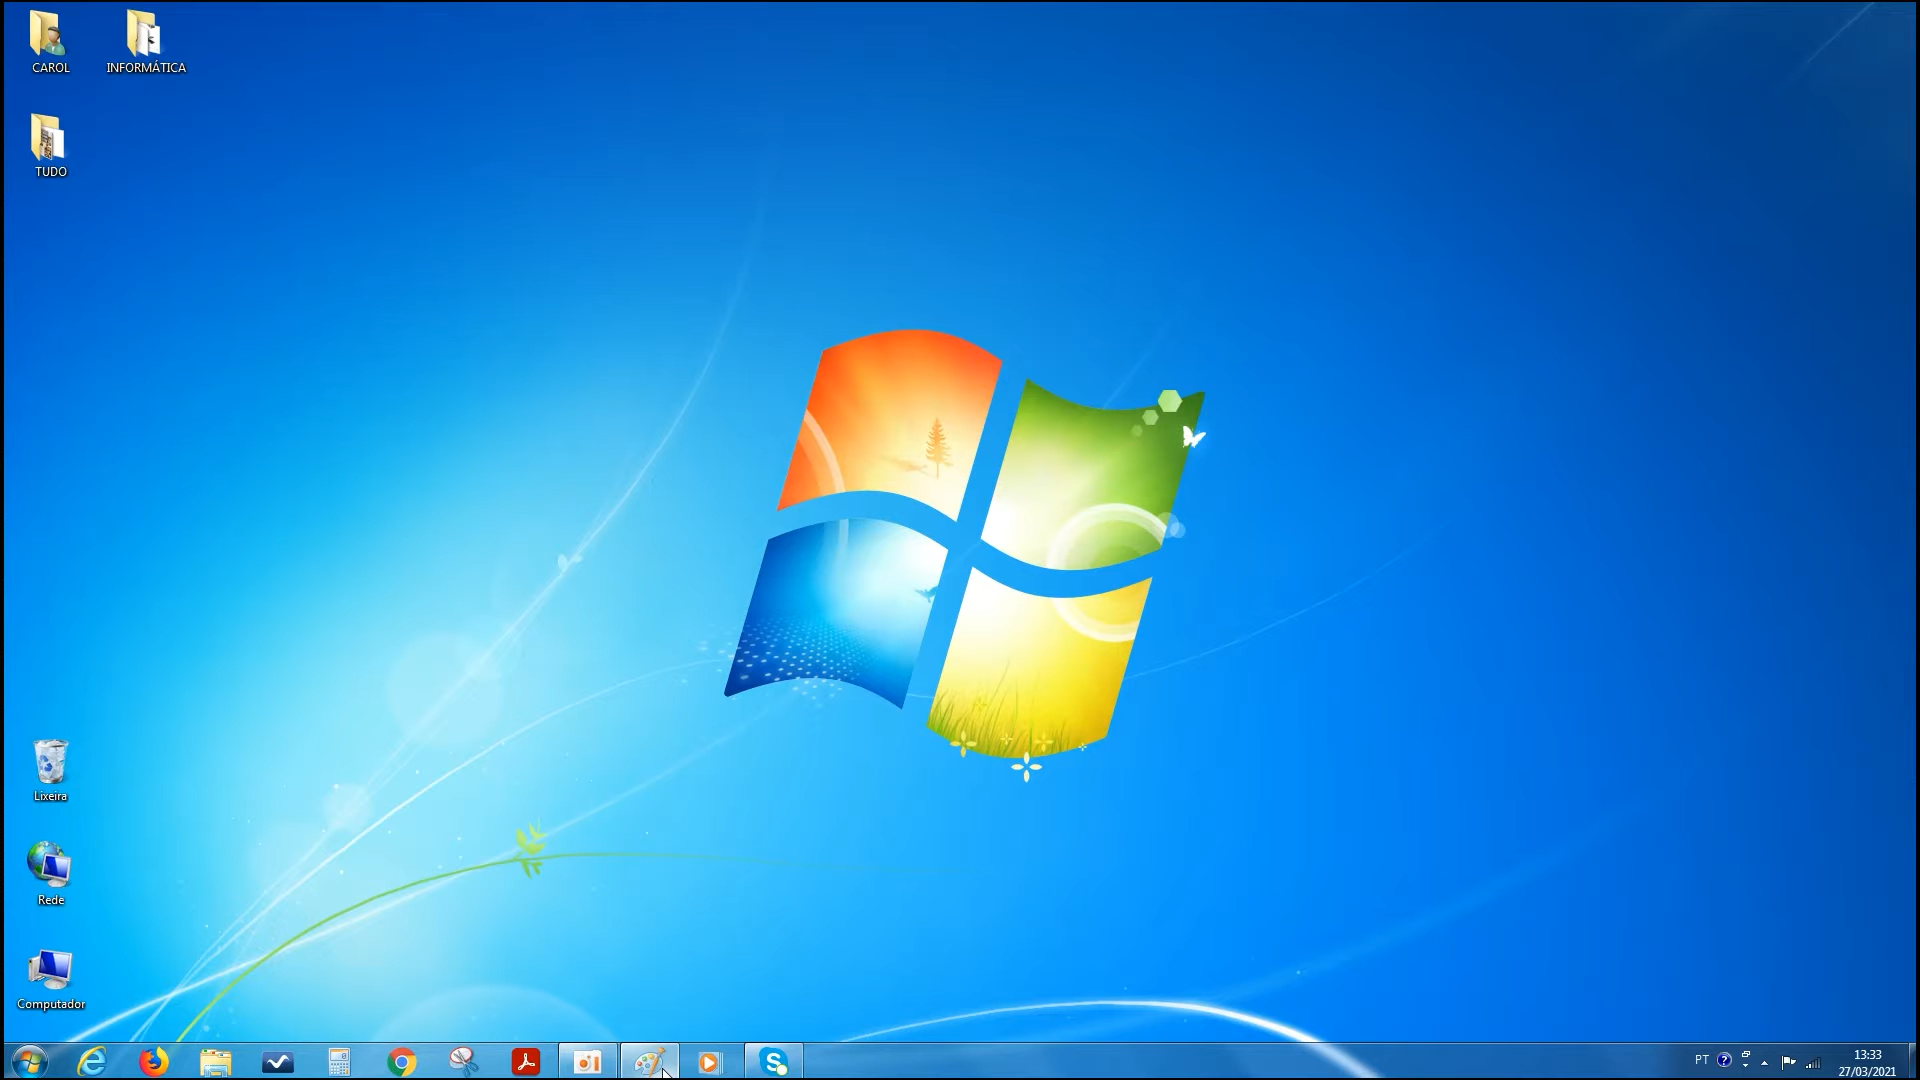 CAROL
INFORMÁTICA
TUDO
Lixeira
Rede
Computador
PT
13:33
27/03/2021